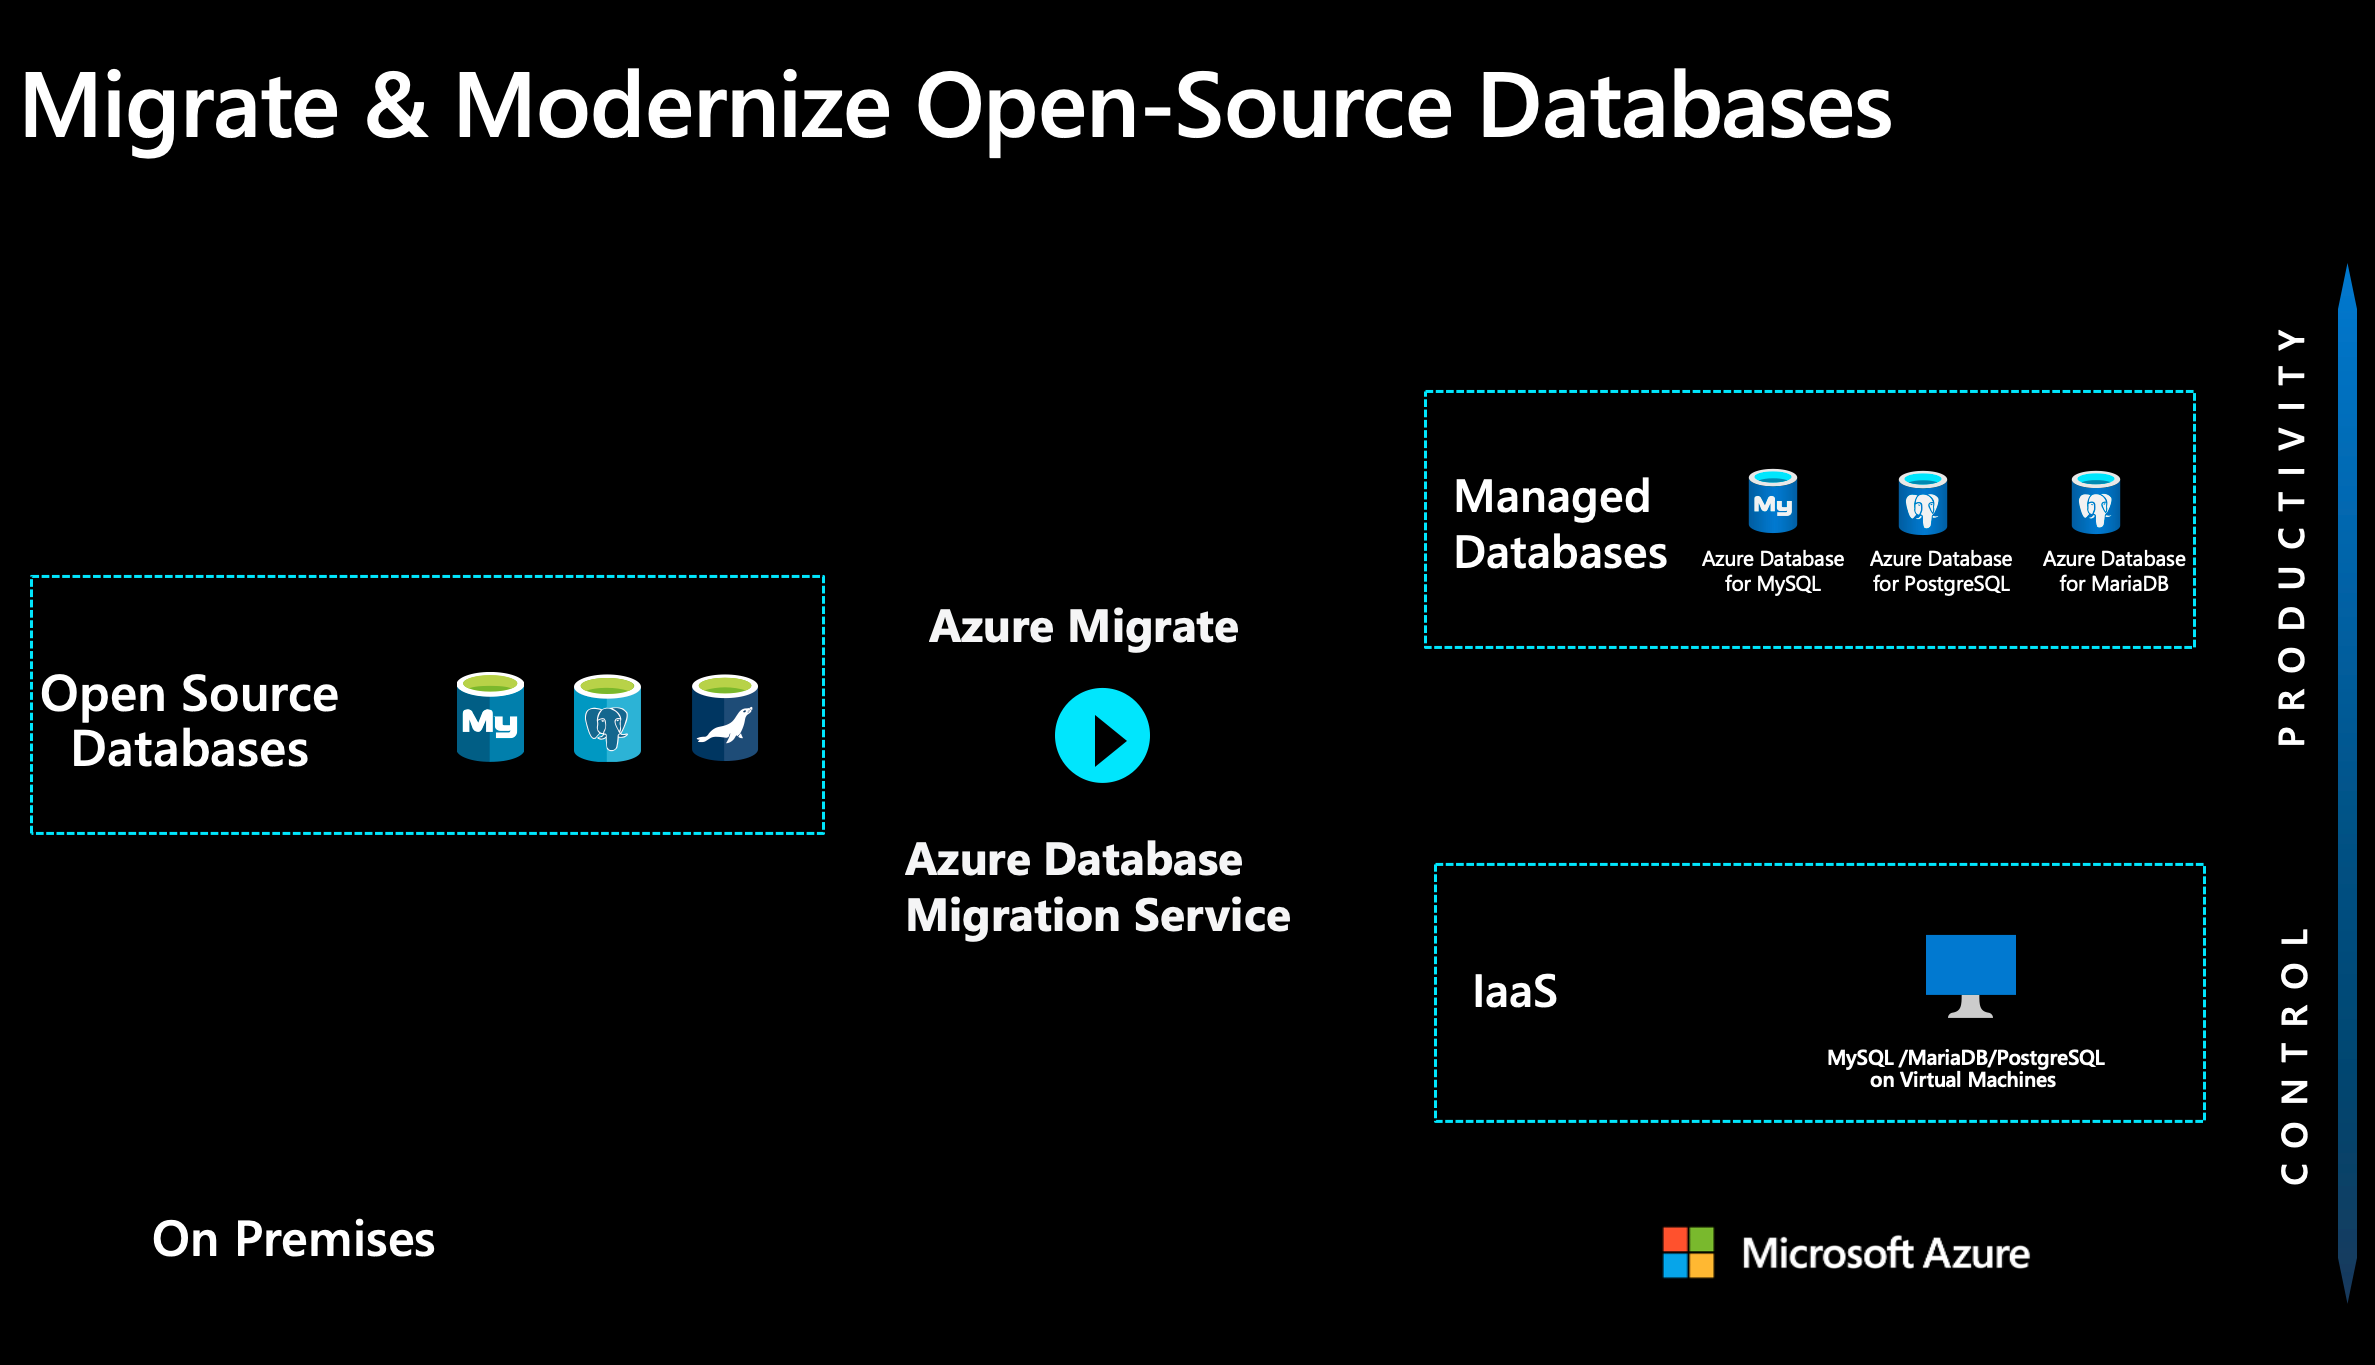 Migrate & Modernize Open-Source Databases
Open Source
Databases
My
On Premises
Azure Migrate
Azure Database
Migration Service
Managed
Databases
My
Azure Database
for MySQL
Azure Database
for PostgreSQL
Azure Database
for MariaDB
IaaS
MySQL /MariaDB/PostgreSQL
on Virtual Machines
Microsoft Azure
PRODUCTIVITY
CONTROL